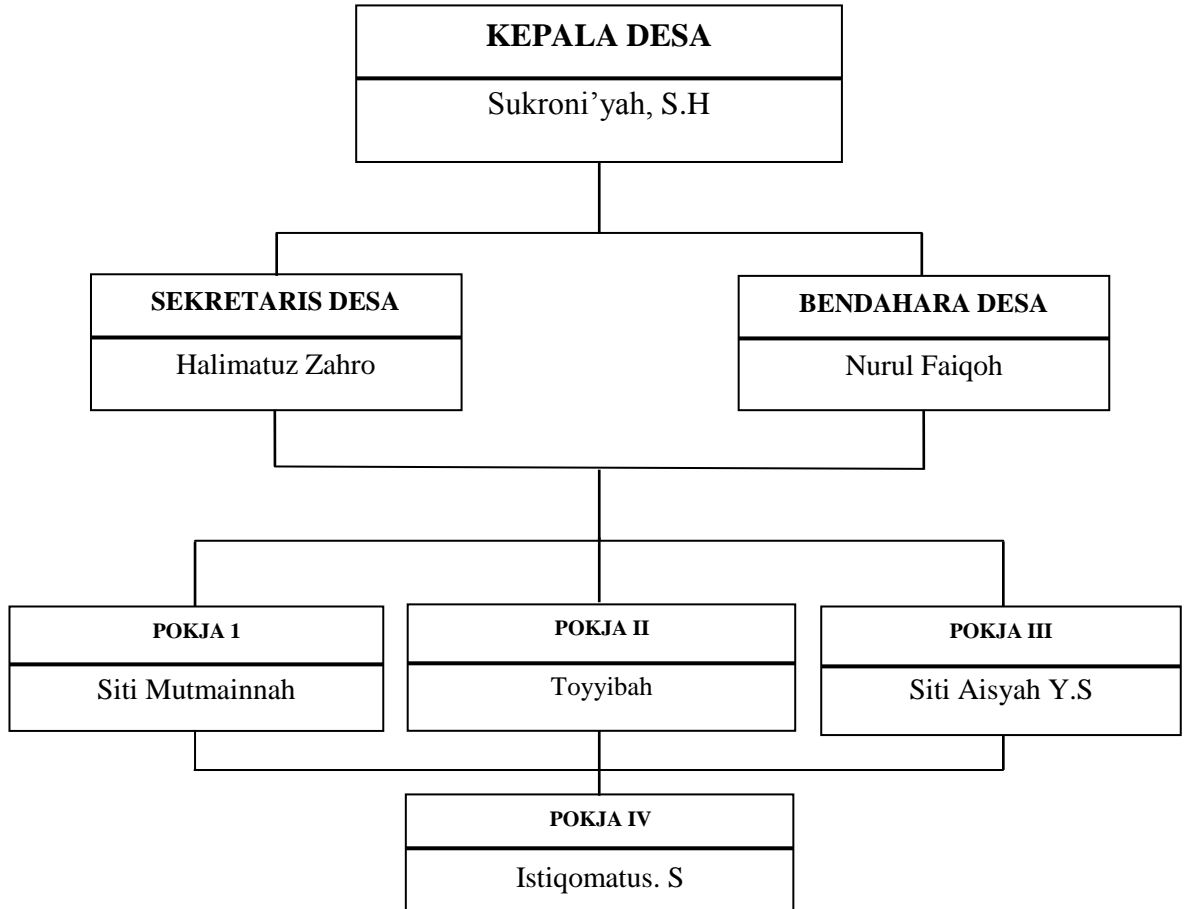 KEPALA DESA
Sukroni’yah, S.H
SEKRETARIS DESA
Halimatuz Zahro
BENDAHARA DESA
Nurul Faiqoh
POKJA 1
Siti Mutmainnah
POKJA II
Toyyibah
POKJA III
Siti Aisyah Y.S
POKJA IV
Istiqomatus. S